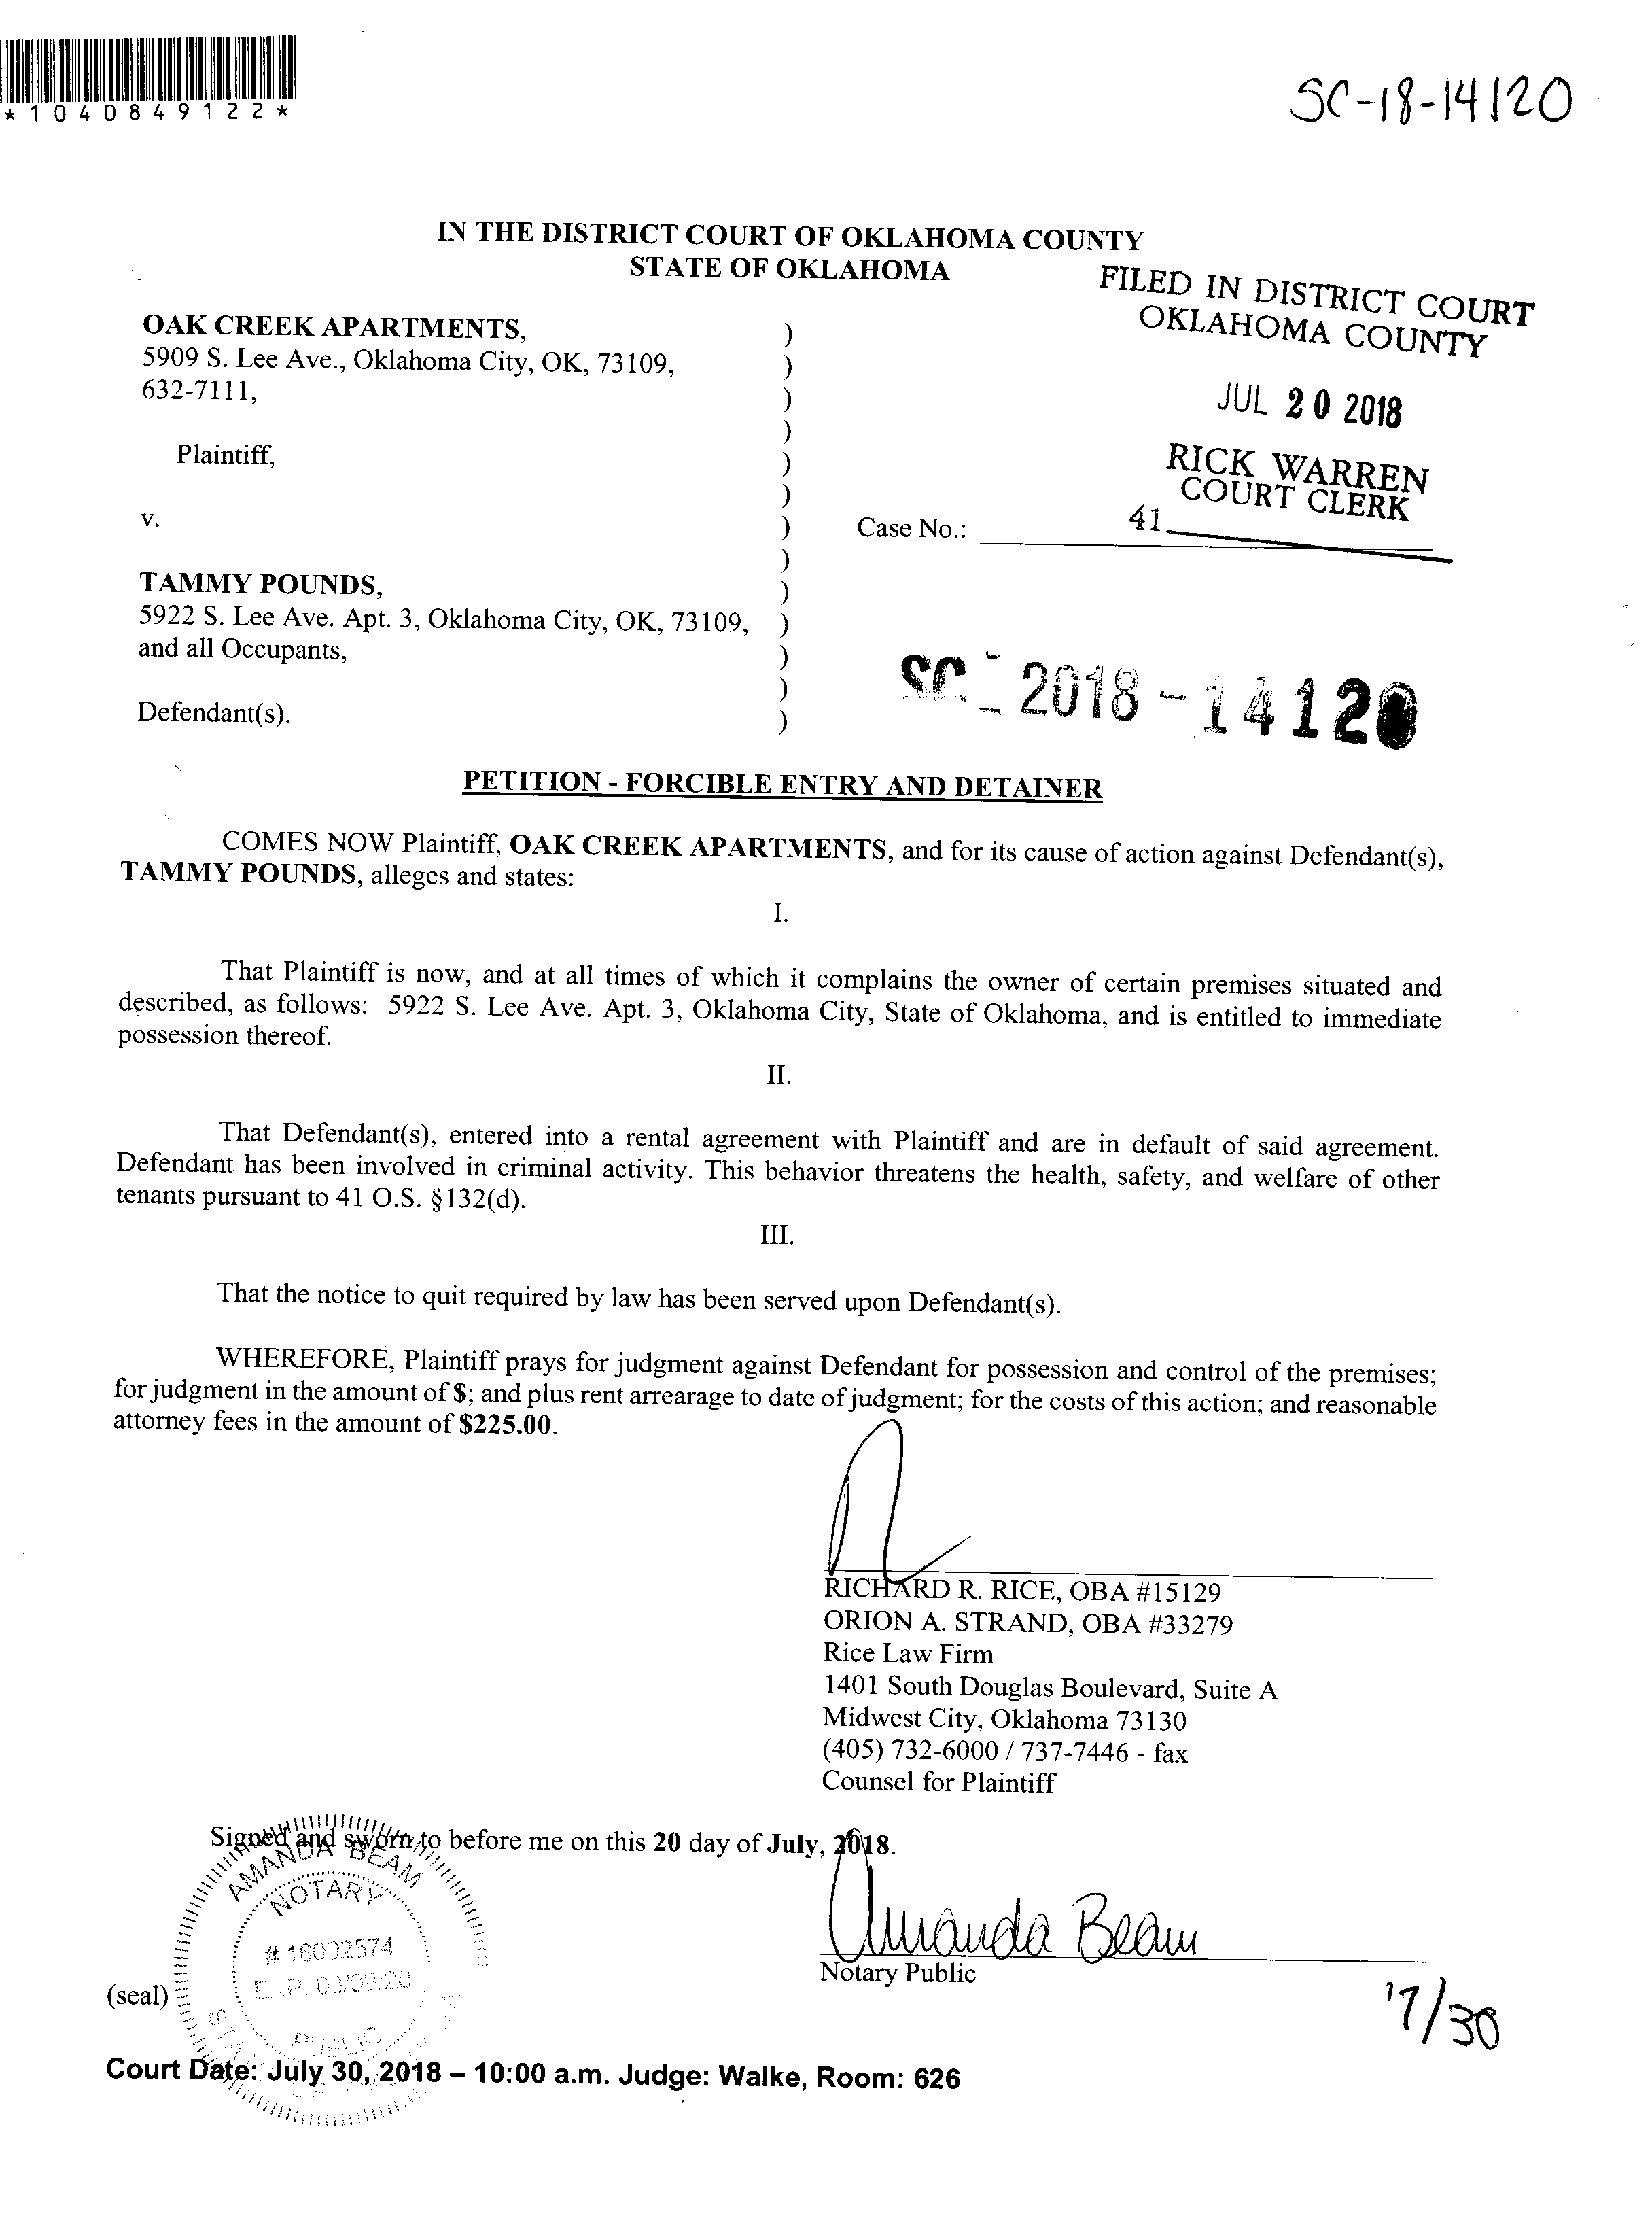 *1040849122*
SC-18-14120
IN THE DISTRICT COURT OF OKLAHOMA COUNTY
STATE OF OKLAHOMA
FILED IN DISTRICT COURT
OKLAHOMA COUNTY
JUL 20 2018
RICK WARREN
COURT CLERK
41
OAK CREEK APARTMENTS, )
5909 S. Lee Ave., Oklahoma City, OK, 73109, )
632-7111, )
)
Plaintiff, )
)
v. ) Case No.:
)
TAMMY POUNDS, )
5922 S. Lee Ave. Apt. 3, Oklahoma City, OK, 73109, )
and all Occupants, )
)
Defendant(s). )
SC - 2018 - 14120
PETITION - FORCIBLE ENTRY AND DETAINER
COMES NOW Plaintiff, OAK CREEK APARTMENTS, and for its cause of action against Defendant(s),
TAMMY POUNDS, alleges and states:
I.
That Plaintiff is now, and at all times of which it complains the owner of certain premises situated and
described, as follows: 5922 S. Lee Ave. Apt. 3, Oklahoma City, State of Oklahoma, and is entitled to immediate
possession thereof.
II.
That Defendant(s), entered into a rental agreement with Plaintiff and are in default of said agreement.
Defendant has been involved in criminal activity. This behavior threatens the health, safety, and welfare of other
tenants pursuant to 41 O.S. §132(d).
III.
That the notice to quit required by law has been served upon Defendant(s).
WHEREFORE, Plaintiff prays for judgment against Defendant for possession and control of the premises;
for judgment in the amount of $; and plus rent arrearage to date of judgment; for the costs of this action; and reasonable
attorney fees in the amount of $225.00.
RICHARD R. RICE, OBA #15129
ORION A. STRAND, OBA #33279
Rice Law Firm
1401 South Douglas Boulevard, Suite A
Midwest City, Oklahoma 73130
(405) 732-6000 / 737-7446 - fax
Counsel for Plaintiff
Signed and sworn to before me on this 20 day of July, 2018.
AMANDA BEAM
NOTARY
# 16002574
EXP.
PUBLIC
Amanda Beam
Notary Public
(seal)
7/30
Court Date: July 30, 2018 – 10:00 a.m. Judge: Walke, Room: 626